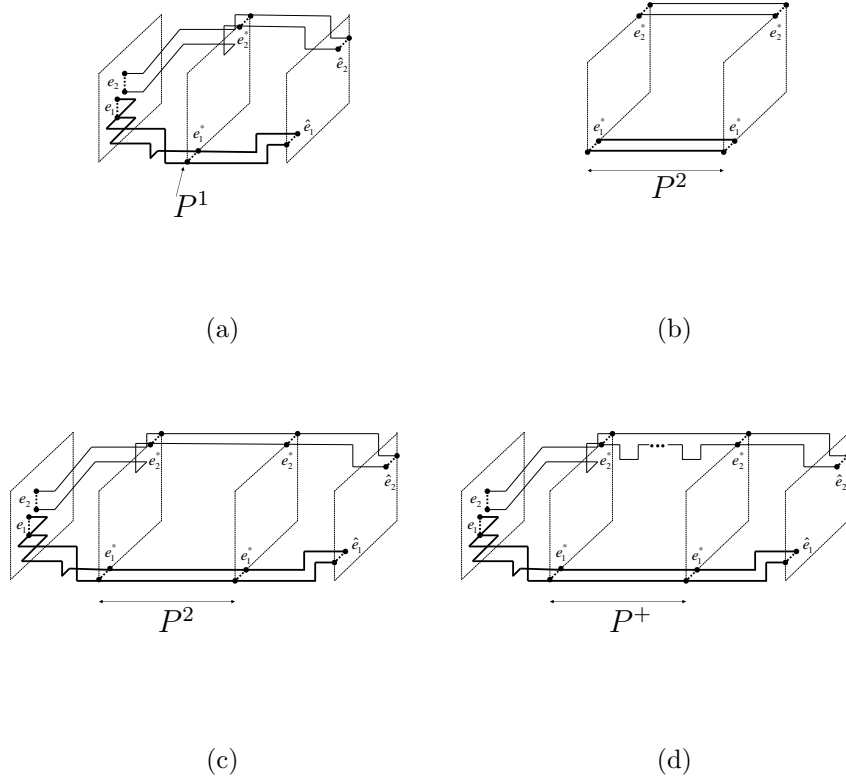 e₂
e₁
e₂*
e₁*
ê₂
ê₁
P¹
(a)
e₂*
e₂*
e₁*
e₁*
P²
(b)
e₂
e₁
e₂*
e₂*
e₁*
e₁*
ê₂
ê₁
P²
(c)
e₂
e₁
e₂*
e₂*
e₁*
e₁*
ê₂
ê₁
P⁺
(d)